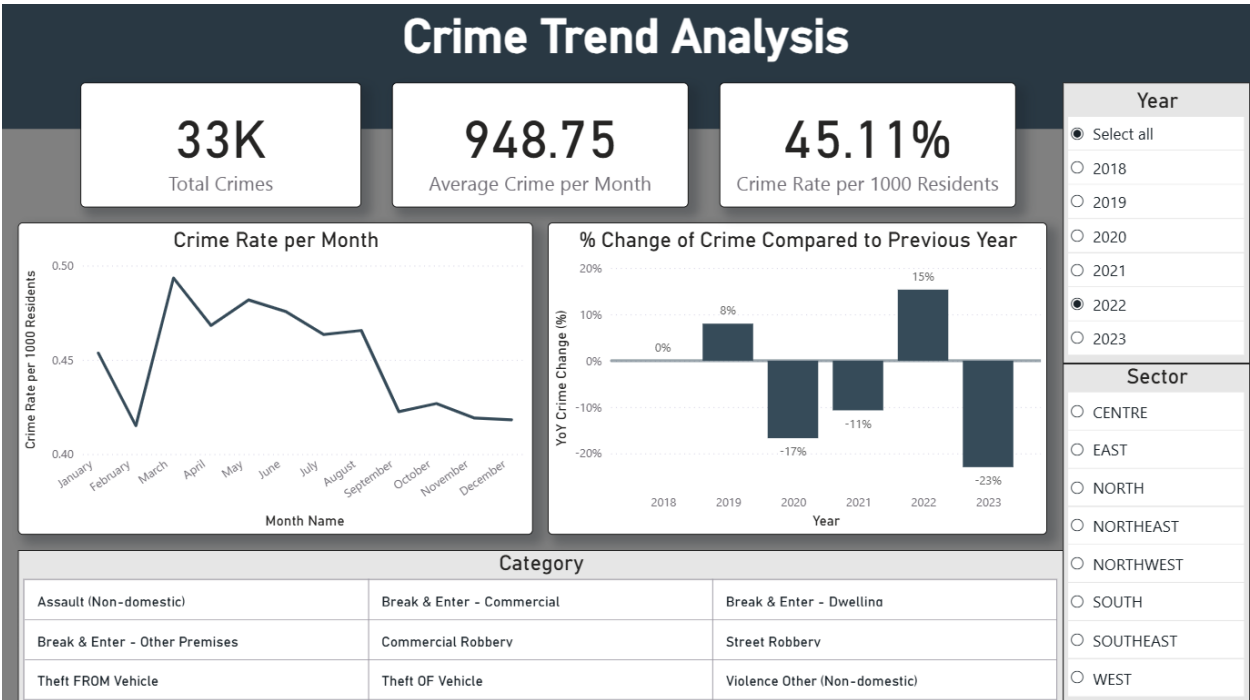 Crime Trend Analysis
33K
Total Crimes
948.75
Average Crime per Month
45.11%
Crime Rate per 1000 Residents
Year
Select all
2018
2019
2020
2021
2022
2023
Crime Rate per Month
Crime Rate per 1000 Residents
0.50
0.45
0.40
January
February
March
April
May
June
July
August
September
October
November
December
Month Name
% Change of Crime Compared to Previous Year
YoY Crime Change (%)
20%
10%
0%
-10%
-20%
0%
8%
-17%
-11%
15%
-23%
2018
2019
2020
2021
2022
2023
Year
Sector
CENTRE
EAST
NORTH
NORTHEAST
NORTHWEST
SOUTH
SOUTHEAST
WEST
Category
Assault (Non-domestic)
Break & Enter - Commercial
Break & Enter - Dwelling
Break & Enter - Other Premises
Commercial Robbery
Street Robbery
Theft FROM Vehicle
Theft OF Vehicle
Violence Other (Non-domestic)